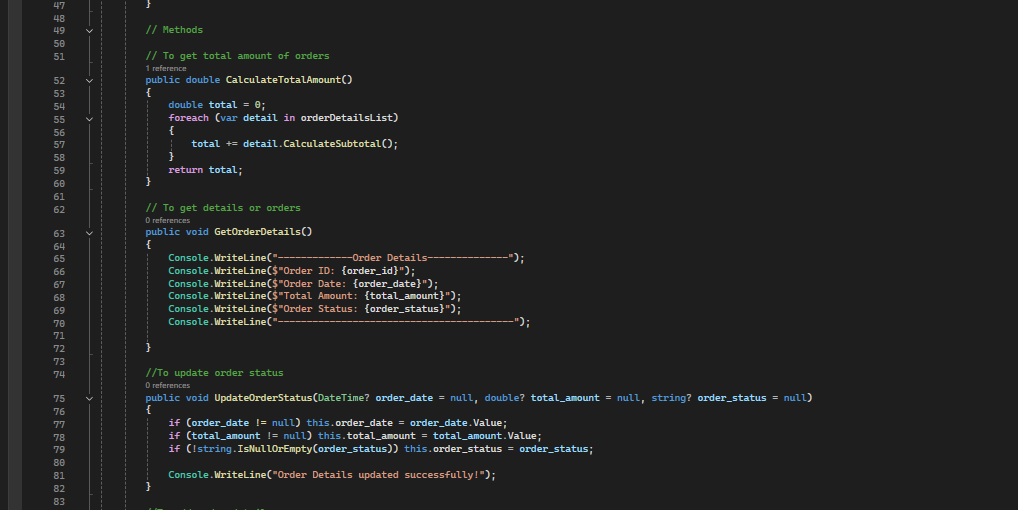 47 }
48
49 // Methods
50
51 // To get total amount of orders
1 reference
52 public double CalculateTotalAmount()
53 {
54 double total = 0;
55 foreach (var detail in orderDetailsList)
56 {
57 total += detail.CalculateSubtotal();
58 }
59 return total;
60 }
61
62 // To get details or orders
0 references
63 public void GetOrderDetails()
64 {
65 Console.WriteLine("-------------Order Details--------------");
66 Console.WriteLine($"Order ID: {order_id}");
67 Console.WriteLine($"Order Date: {order_date}");
68 Console.WriteLine($"Total Amount: {total_amount}");
69 Console.WriteLine($"Order Status: {order_status}");
70 Console.WriteLine("-----------------------------------------");
71
72 }
73
74 //To update order status
0 references
75 public void UpdateOrderStatus(DateTime? order_date = null, double? total_amount = null, string? order_status = null)
76 {
77 if (order_date != null) this.order_date = order_date.Value;
78 if (total_amount != null) this.total_amount = total_amount.Value;
79 if (!string.IsNullOrEmpty(order_status)) this.order_status = order_status;
80
81 Console.WriteLine("Order Details updated successfully!");
82 }
83